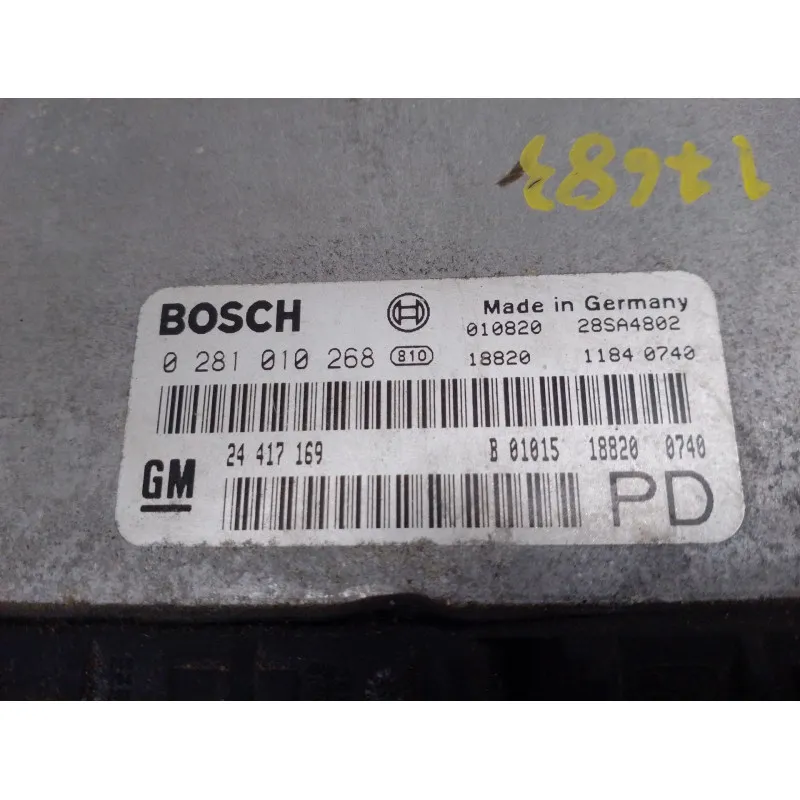 17683
BOSCH Made in Germany
010820 28SA4802
0 281 010 268 810 18820 1184 0740
24 417 169 B 01015 18820 0740
GM PD